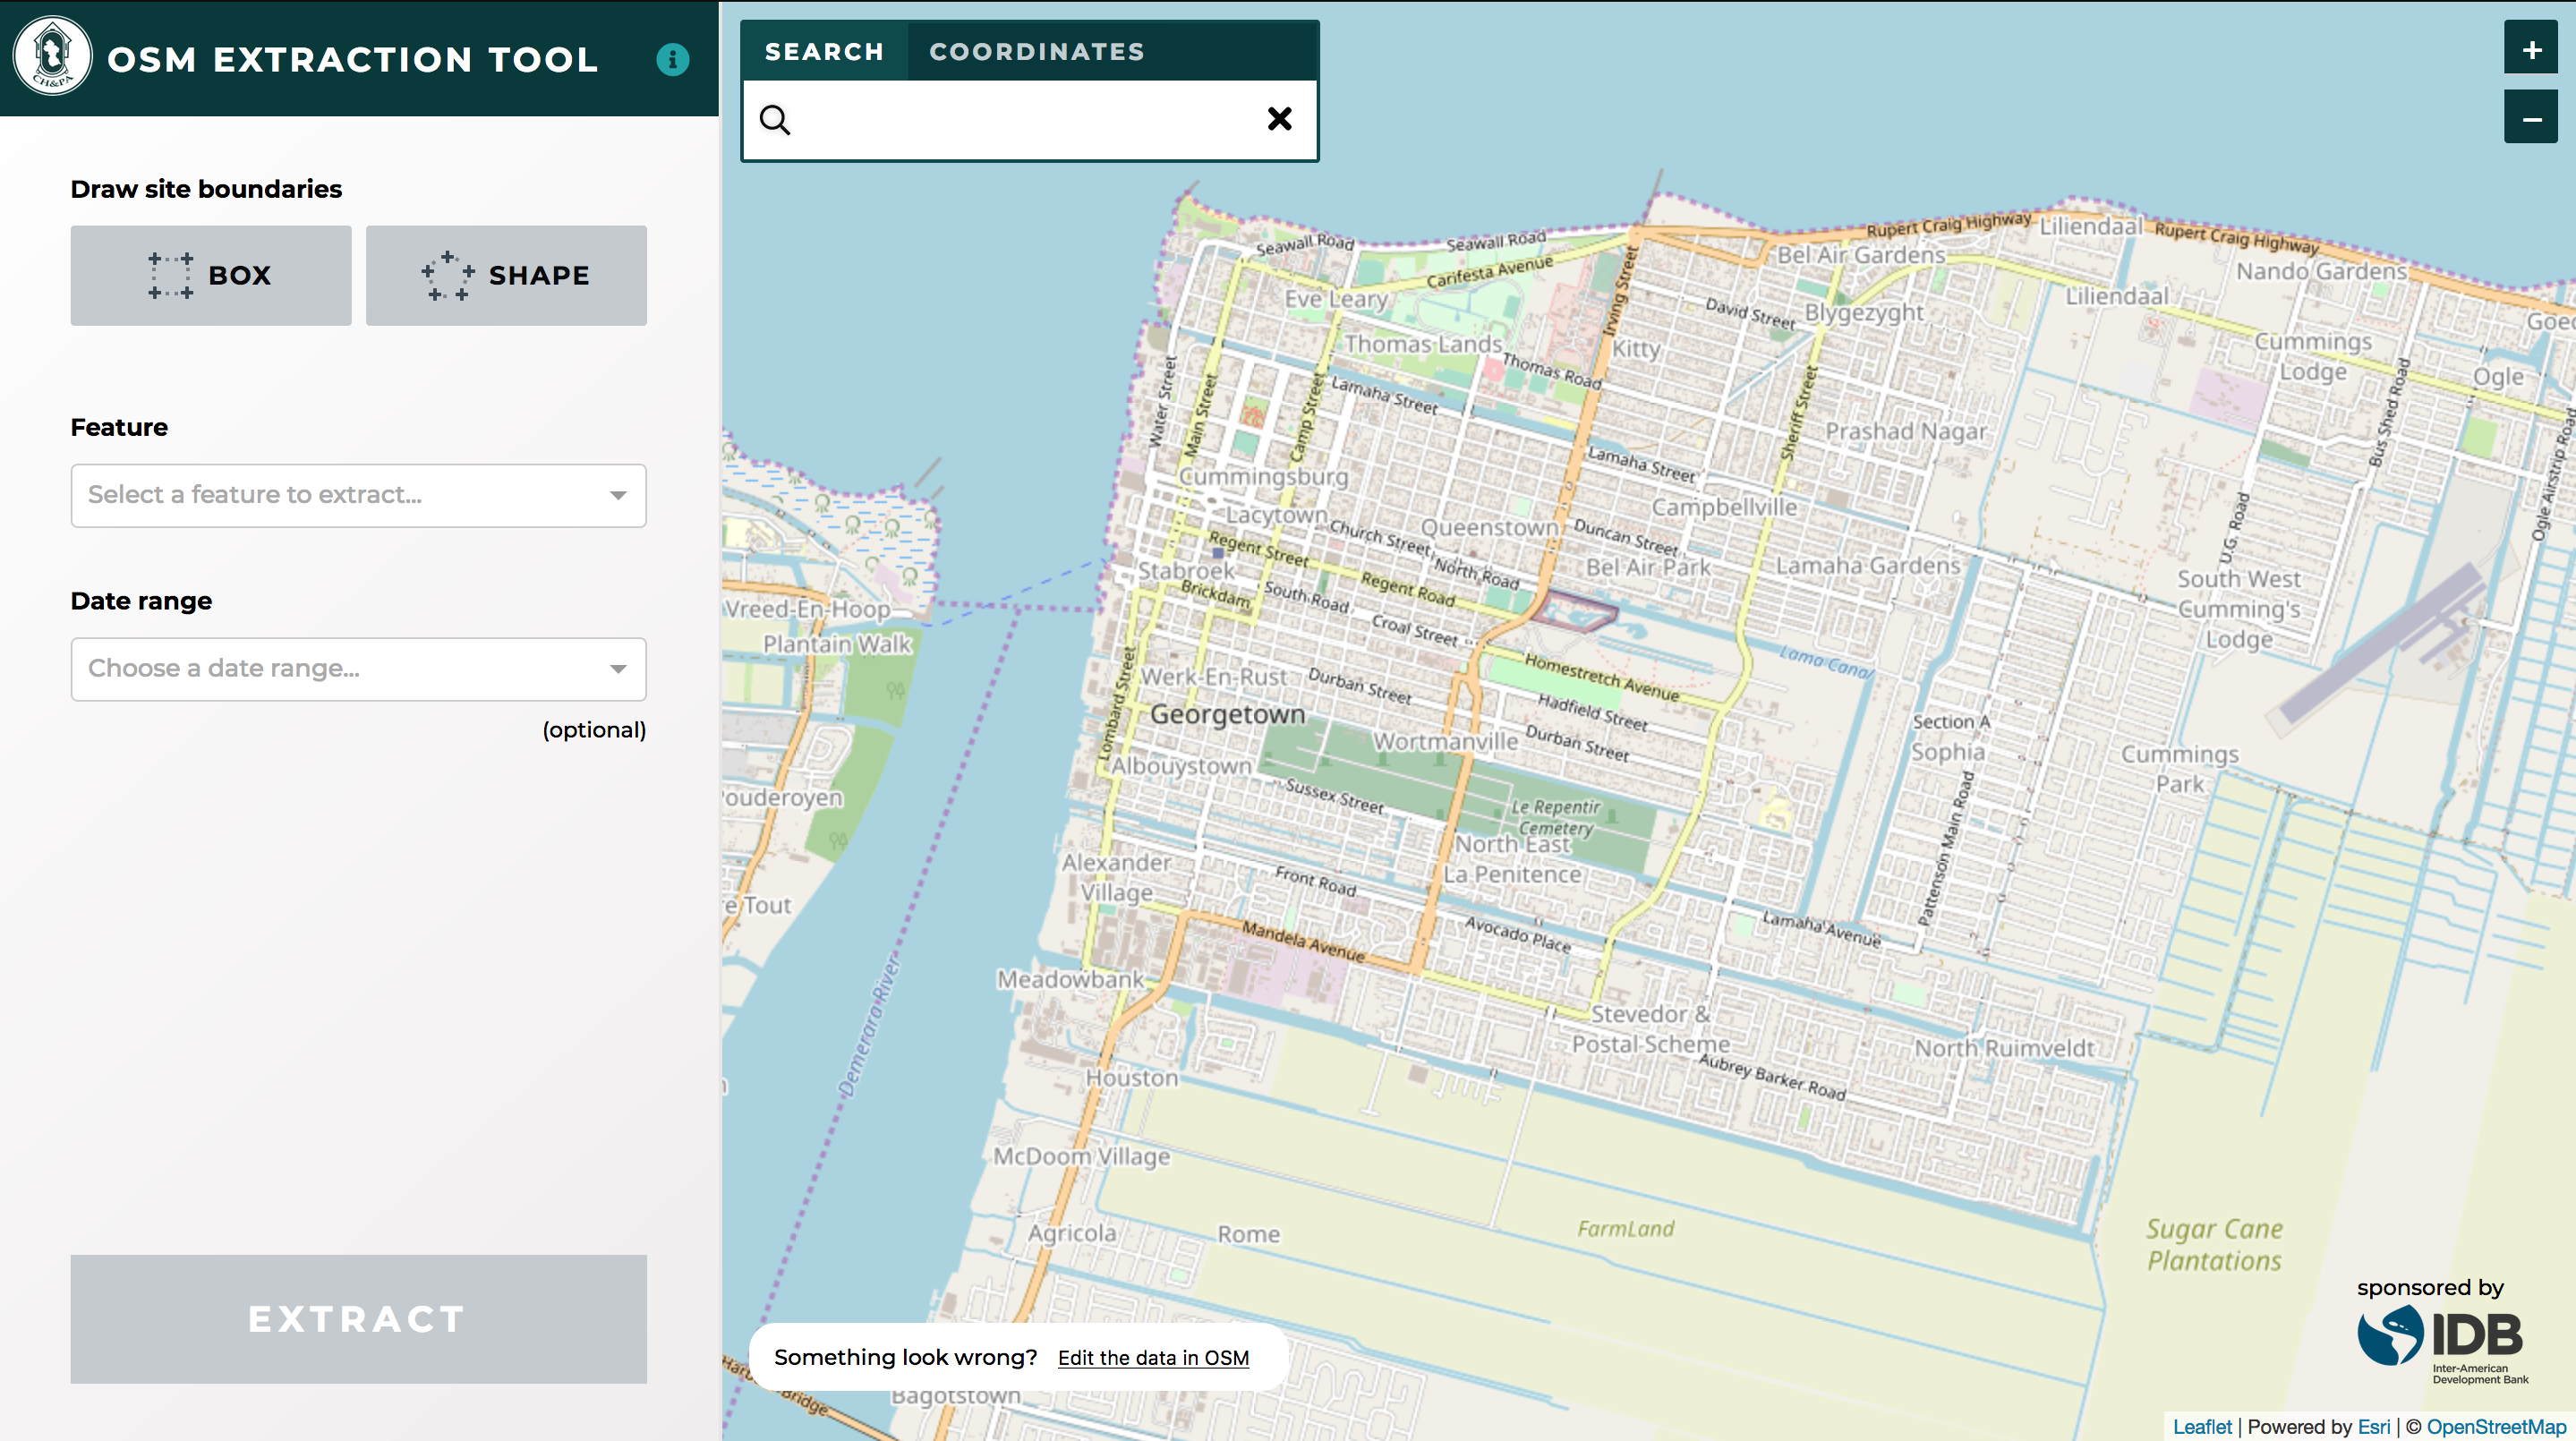 CH&PA
OSM EXTRACTION TOOL
i
Draw site boundaries
BOX
SHAPE
Feature
Select a feature to extract...
Date range
Choose a date range...
(optional)
EXTRACT
SEARCH
COORDINATES
+
−
Seawall Road
Seawall Road
Carifesta Avenue
Rupert Craig Highway
Liliendaal
Rupert Craig Highway
Bel Air Gardens
Nando Gardens
Eve Leary
Irving Street
David Street
Blygezyght
Liliendaal
Thomas Lands
Kitty
Cummings
Lodge
Thomas Road
Ogle
Water Street
Main Street
Camp Street
Lamaha Street
Sheriff Street
Bus Shed Road
Prashad Nagar
Ogle Airstrip Road
Cummingsburg
Lamaha Street
Lacytown
Church Street
Queenstown
Duncan Street
Campbellville
U.G. Road
Regent Street
North Road
Stabroek
Regent Road
Bel Air Park
Lamaha Gardens
Brickdam
South Road
South West
Cumming's
Lodge
Vreed-En-Hoop
Plantain Walk
Croal Street
Lama Canal
Homestretch Avenue
Werk-En-Rust
Durban Street
Hadfield Street
Georgetown
Lombard Street
Wortmanville
Durban Street
Section A
Sophia
Cummings
Park
Albouystown
Sussex Street
Le Repentir
Cemetery
Pattenson Main Road
North East
La Penitence
Alexander
Village
Front Road
Avocado Place
Lamaha Avenue
Mandela Avenue
Meadowbank
Demerara River
Stevedor &
Postal Scheme
North Ruimveldt
Houston
Aubrey Barker Road
McDoom Village
Agricola
Rome
FarmLand
Sugar Cane
Plantations
Something look wrong? Edit the data in OSM
Bagotstown
Bridge
sponsored by
IDB
Inter-American
Development Bank
Leaflet | Powered by Esri | © OpenStreetMap